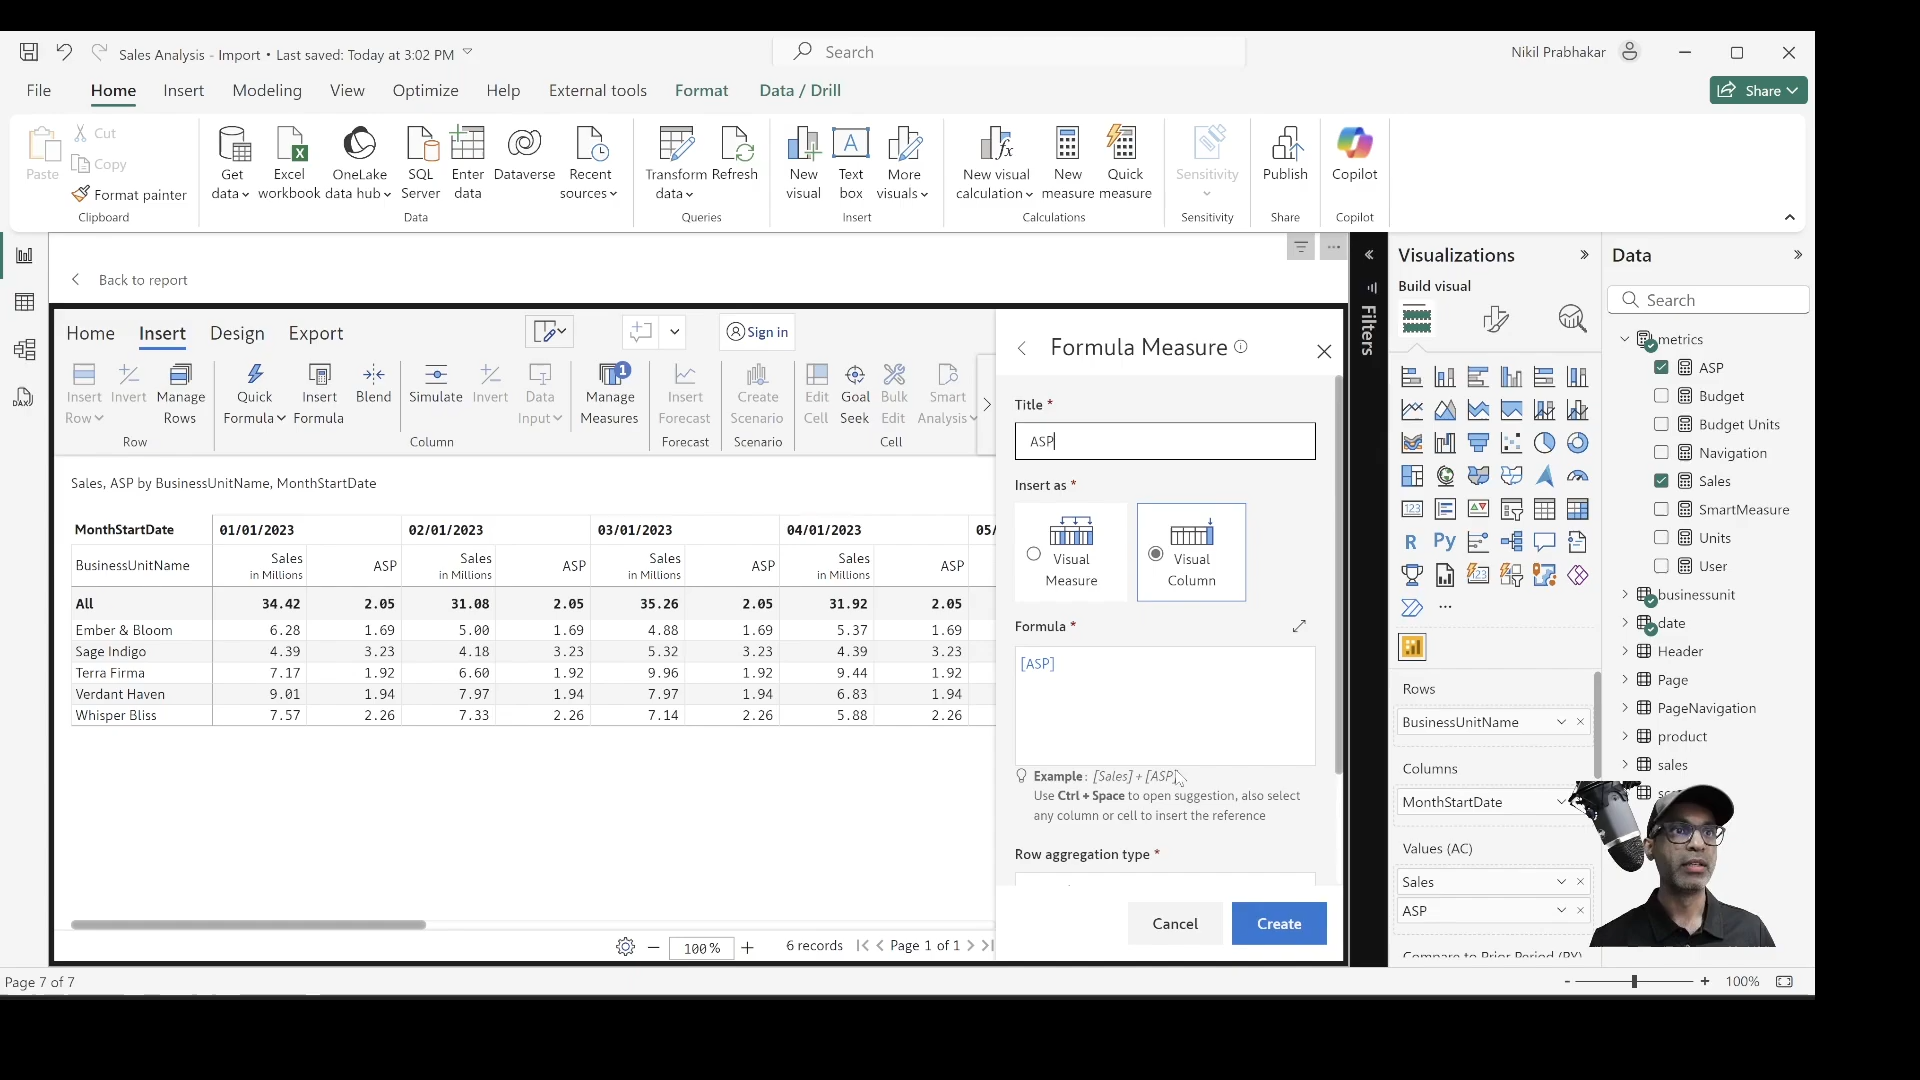 Sales Analysis - Import • Last saved: Today at 3:02 PM
Search
Nikil Prabhakar
File Home Insert Modeling View Optimize Help External tools Format Data / Drill
Share
Paste
Cut
Copy
Format painter
Clipboard
Get data
Excel workbook
OneLake data hub
SQL Server
Enter data
Dataverse
Recent sources
Data
Transform data
Refresh
Queries
New visual
Text box
More visuals
Insert
New visual calculation
New measure
Quick measure
Calculations
Sensitivity
Sensitivity
Publish
Share
Copilot
Copilot
Back to report
Home Insert Design Export
Sign in
Insert Row
Invert
Manage Rows
Row
Quick Formula
Insert Formula
Blend
Simulate
Invert
Data Input
Column
Manage Measures
1
Insert Forecast
Forecast
Create Scenario
Scenario
Edit Cell
Goal Seek
Bulk Edit
Smart Analysis
Cell
Sales, ASP by BusinessUnitName, MonthStartDate
MonthStartDate 01/01/2023 02/01/2023 03/01/2023 04/01/2023 05/
BusinessUnitName Sales in Millions ASP Sales in Millions ASP Sales in Millions ASP Sales in Millions ASP
All 34.42 2.05 31.08 2.05 35.26 2.05 31.92 2.05
Ember & Bloom 6.28 1.69 5.00 1.69 4.88 1.69 5.37 1.69
Sage Indigo 4.39 3.23 4.18 3.23 5.32 3.23 4.39 3.23
Terra Firma 7.17 1.92 6.60 1.92 9.96 1.92 9.44 1.92
Verdant Haven 9.01 1.94 7.97 1.94 7.97 1.94 6.83 1.94
Whisper Bliss 7.57 2.26 7.33 2.26 7.14 2.26 5.88 2.26
100%
6 records
Page 1 of 1
Formula Measure
Title *
ASP
Insert as *
Visual Measure
Visual Column
Formula *
[ASP]
Example : [Sales] + [ASP]
Use Ctrl + Space to open suggestion, also select
any column or cell to insert the reference
Row aggregation type *
Cancel
Create
Filters
Visualizations
Build visual
123
R Py
123
Rows
BusinessUnitName
Columns
MonthStartDate
Values (AC)
Sales
ASP
Compare to Prior Period (PY)
Data
Search
metrics
ASP
Budget
Budget Units
Navigation
Sales
SmartMeasure
Units
User
businessunit
date
Header
Page
PageNavigation
product
sales
Page 7 of 7
100%
DAX